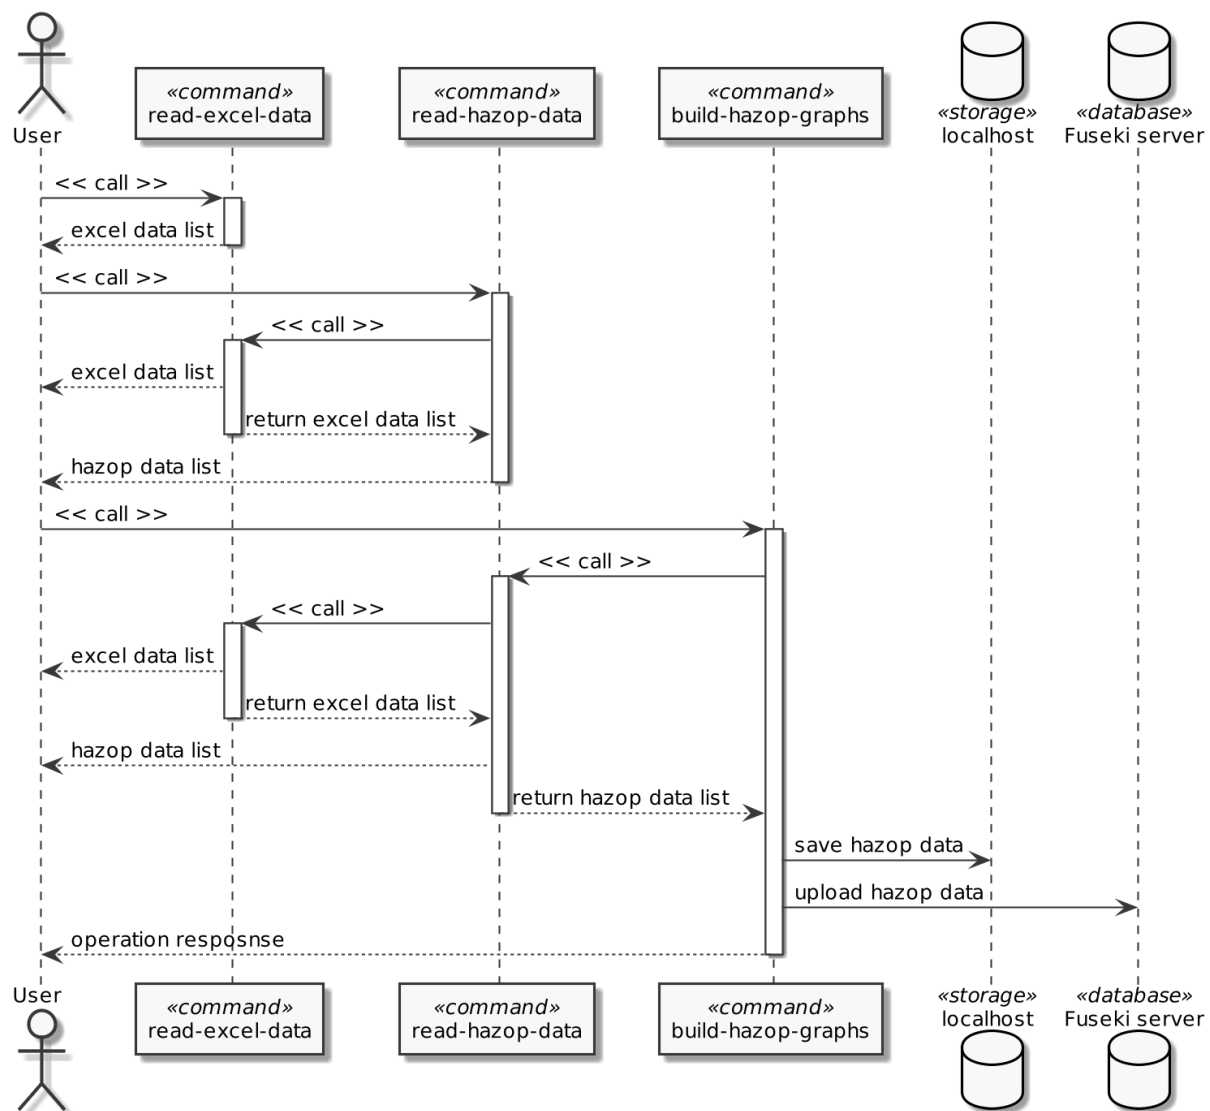 User
«command»
read-excel-data
«command»
read-hazop-data
«command»
build-hazop-graphs
«storage»
localhost
«database»
Fuseki server
<< call >>
excel data list
<< call >>
<< call >>
excel data list
return excel data list
hazop data list
<< call >>
<< call >>
<< call >>
excel data list
return excel data list
hazop data list
return hazop data list
save hazop data
upload hazop data
operation resposnse
User
«command»
read-excel-data
«command»
read-hazop-data
«command»
build-hazop-graphs
«storage»
localhost
«database»
Fuseki server